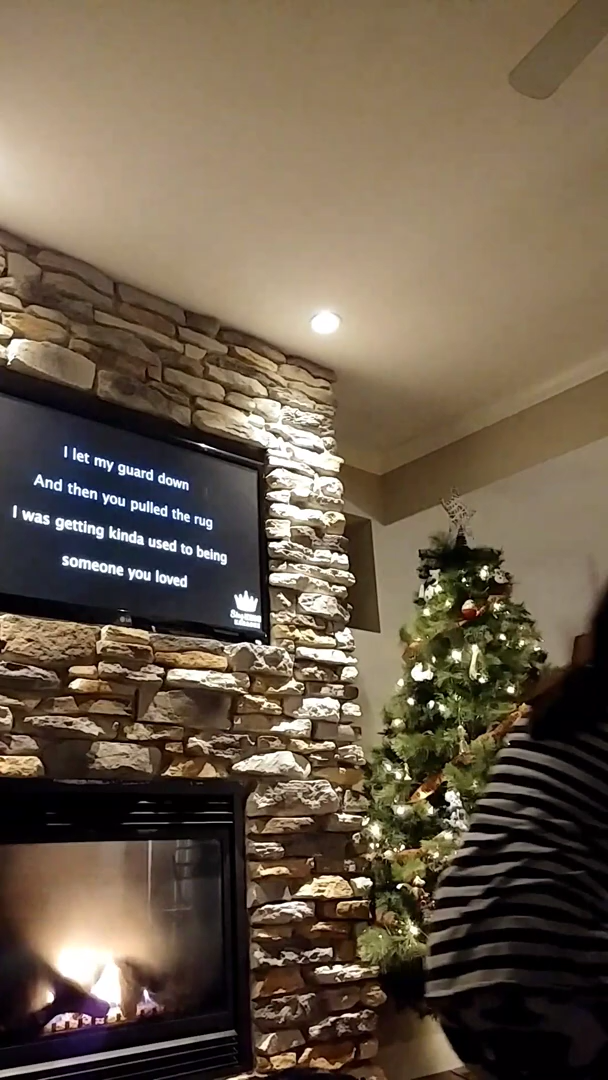 I let my guard down
And then you pulled the rug
I was getting kinda used to being
someone you loved
LG